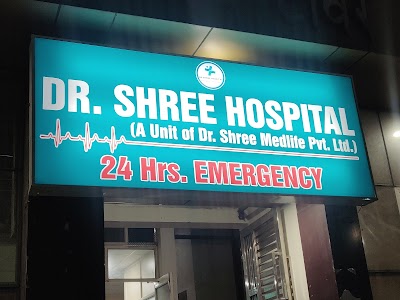 DR. SHREE HOSPITAL
(A Unit of Dr. Shree Medlife Pvt. Ltd.)
24 Hrs. EMERGENCY